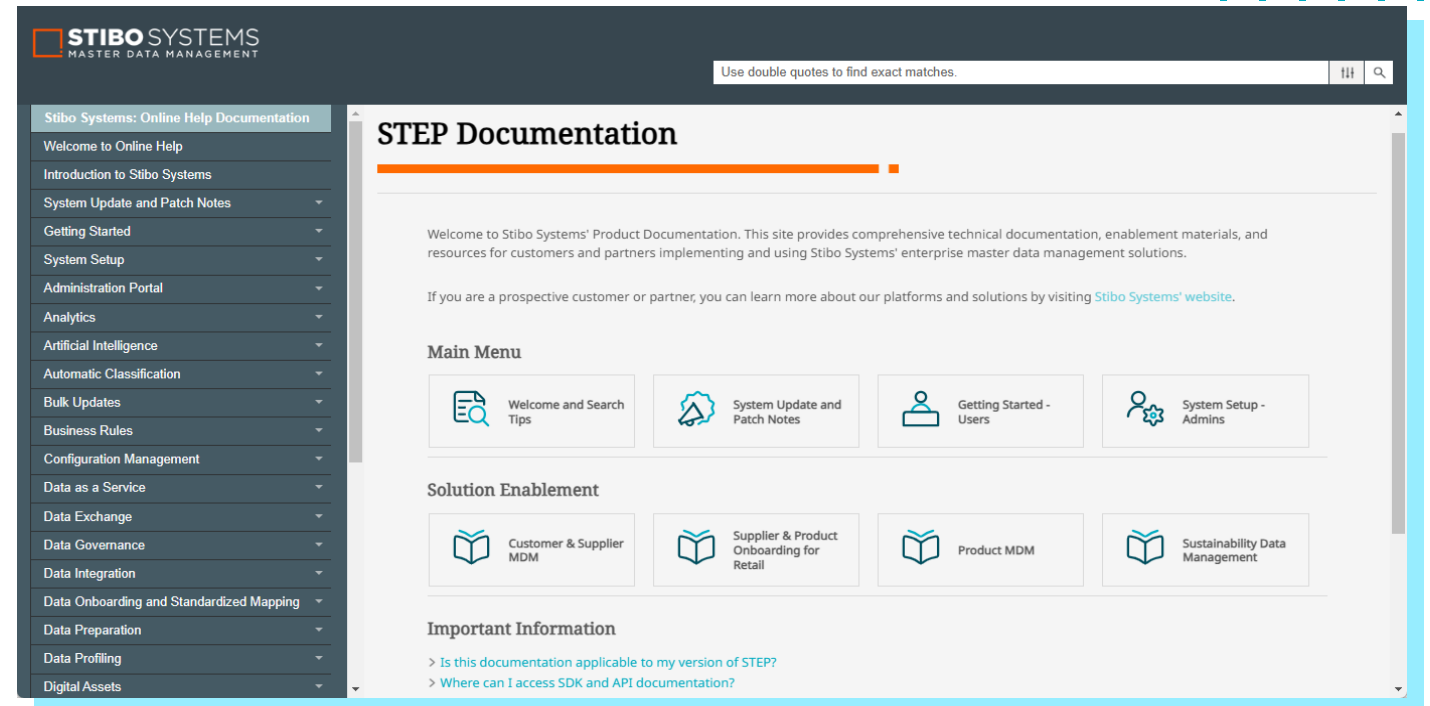 STIBO SYSTEMS
MASTER DATA MANAGEMENT
Use double quotes to find exact matches.
Stibo Systems: Online Help Documentation
Welcome to Online Help
Introduction to Stibo Systems
System Update and Patch Notes
Getting Started
System Setup
Administration Portal
Analytics
Artificial Intelligence
Automatic Classification
Bulk Updates
Business Rules
Configuration Management
Data as a Service
Data Exchange
Data Governance
Data Integration
Data Onboarding and Standardized Mapping
Data Preparation
Data Profiling
Digital Assets
STEP Documentation
Welcome to Stibo Systems' Product Documentation. This site provides comprehensive technical documentation, enablement materials, and
resources for customers and partners implementing and using Stibo Systems' enterprise master data management solutions.
If you are a prospective customer or partner, you can learn more about our platforms and solutions by visiting Stibo Systems' website.
Main Menu
Welcome and Search
Tips
System Update and
Patch Notes
Getting Started -
Users
System Setup -
Admins
Solution Enablement
Customer & Supplier
MDM
Supplier & Product
Onboarding for
Retail
Product MDM
Sustainability Data
Management
Important Information
> Is this documentation applicable to my version of STEP?
> Where can I access SDK and API documentation?